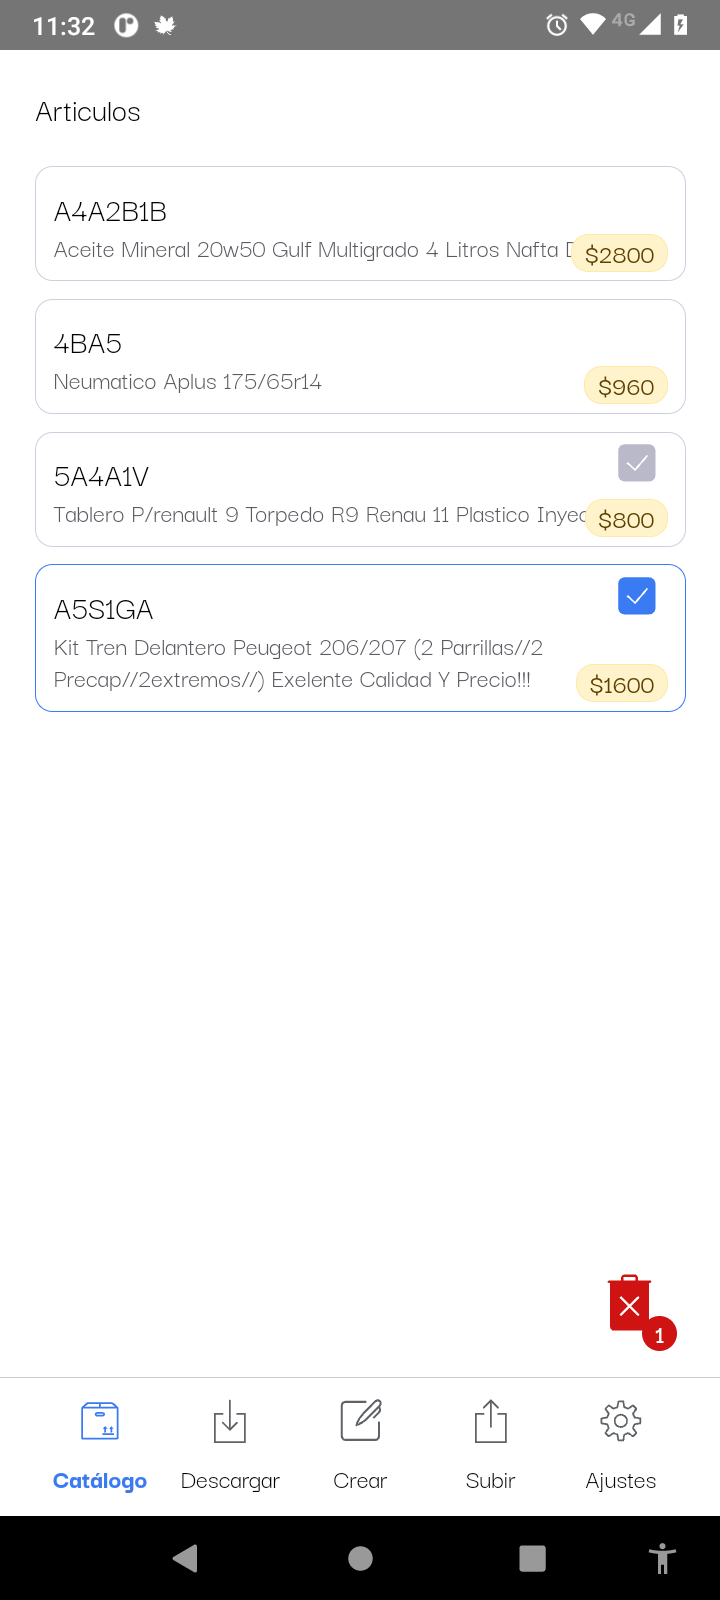 11:32
4G
Articulos
A4A2B1B
Aceite Mineral 20w50 Gulf Multigrado 4 Litros Nafta
$2800
4BA5
Neumatico Aplus 175/65r14
$960
5A4A1V
Tablero P/renault 9 Torpedo R9 Renau 11 Plastico
$800
A5S1GA
Kit Tren Delantero Peugeot 206/207 (2 Parrillas//2
Precap//2extremos//) Exelente Calidad Y Precio!!!
$1600
1
Catálogo
Descargar
Crear
Subir
Ajustes